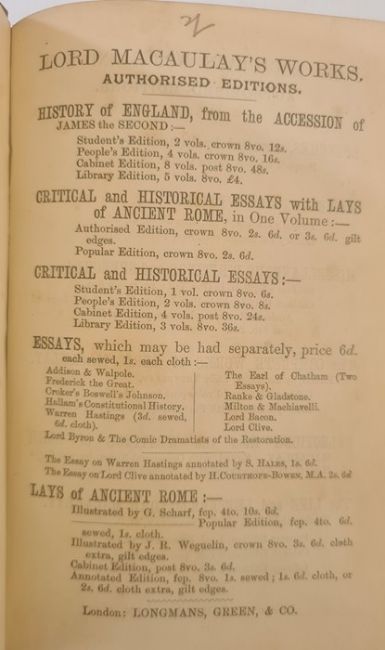 LORD MACAULAY'S WORKS.
AUTHORISED EDITIONS.
HISTORY of ENGLAND, from the ACCESSION of
JAMES the SECOND:—
Student's Edition, 2 vols. crown 8vo. 12s.
People's Edition, 4 vols. crown 8vo. 16s.
Cabinet Edition, 8 vols. post 8vo. 48s.
Library Edition, 5 vols. 8vo. £4.
CRITICAL and HISTORICAL ESSAYS with LAYS
of ANCIENT ROME, in One Volume:—
Authorised Edition, crown 8vo. 2s. 6d. or 3s. 6d. gilt
edges.
Popular Edition, crown 8vo. 2s. 6d.
CRITICAL and HISTORICAL ESSAYS:—
Student's Edition, 1 vol. crown 8vo. 6s.
People's Edition, 2 vols. crown 8vo. 8s.
Cabinet Edition, 4 vols. post 8vo. 24s.
Library Edition, 3 vols. 8vo. 36s.
ESSAYS, which may be had separately, price 6d.
each sewed, 1s. each cloth:—
Addison & Walpole.
Frederick the Great.
Croker's Boswell's Johnson.
Hallam's Constitutional History.
Warren Hastings (3d. sewed,
6d. cloth).
The Earl of Chatham (Two
Essays).
Ranke & Gladstone.
Milton & Machiavelli.
Lord Bacon.
Lord Clive.
Lord Byron & The Comic Dramatists of the Restoration.
The Essay on Warren Hastings annotated by S. HALES, 1s. 6d.
The Essay on Lord Clive annotated by H. COURTHOPE-BOWEN, M.A. 2s. 6d
LAYS of ANCIENT ROME:—
Illustrated by G. Scharf, fcp. 4to. 10s. 6d.
Popular Edition, fcp. 4to. 6d.
sewed, 1s. cloth.
Illustrated by J. R. Weguelin, crown 8vo. 3s. 6d. cloth
extra, gilt edges.
Cabinet Edition, post 8vo. 3s. 6d.
Annotated Edition, fcp. 8vo. 1s. sewed; 1s. 6d. cloth, or
2s. 6d. cloth extra, gilt edges.
London: LONGMANS, GREEN, & CO.